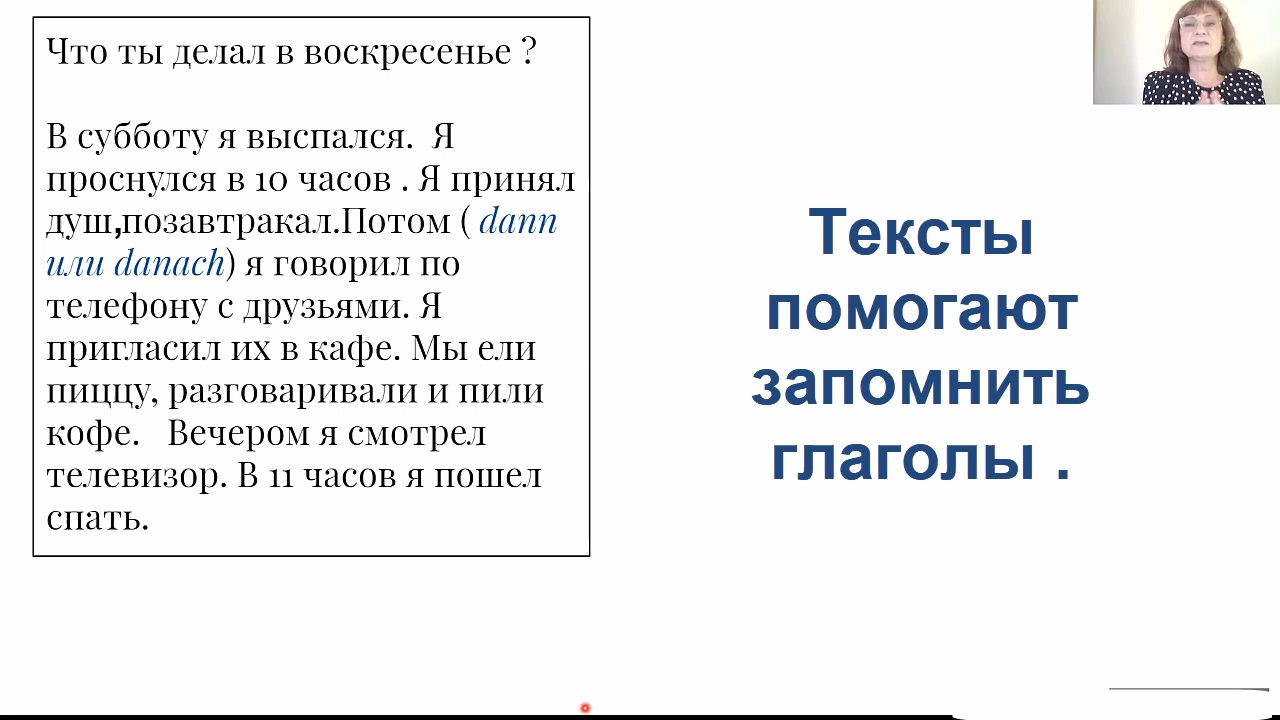 Что ты делал в воскресенье ?
В субботу я выспался. Я
проснулся в 10 часов . Я принял
душ,позавтракал.Потом ( dann
или danach) я говорил по
телефону с друзьями. Я
пригласил их в кафе. Мы ели
пиццу, разговаривали и пили
кофе. Вечером я смотрел
телевизор. В 11 часов я пошел
спать.
Тексты
помогают
запомнить
глаголы .